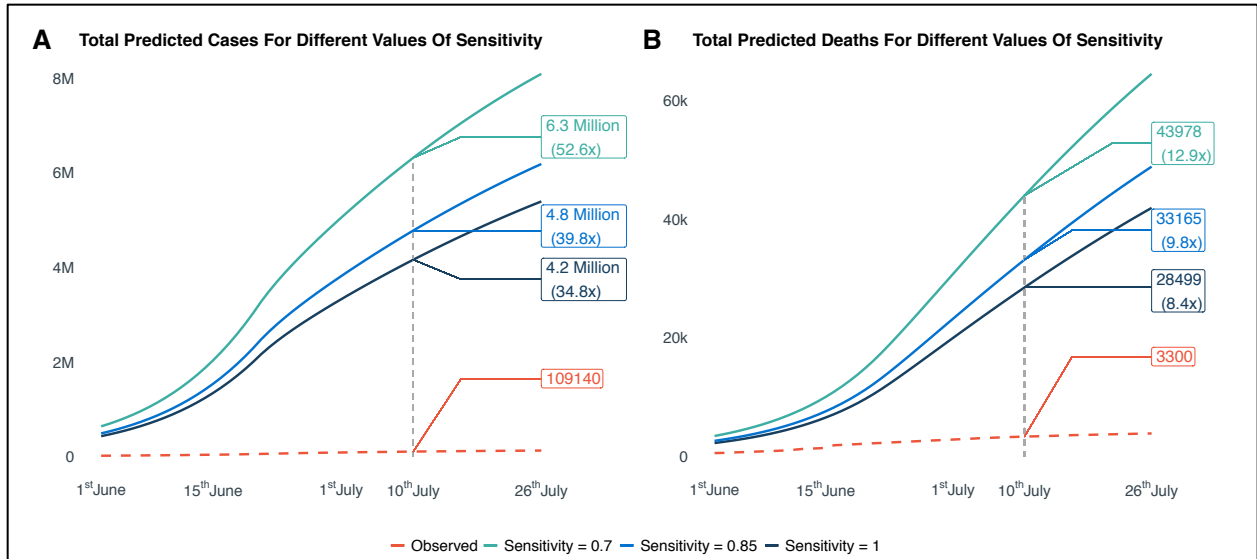 A Total Predicted Cases For Different Values Of Sensitivity
8M
6M
4M
2M
0
6.3 Million
(52.6x)
4.8 Million
(39.8x)
4.2 Million
(34.8x)
109140
1st June
15th June
1st July
10th July
26th July
B Total Predicted Deaths For Different Values Of Sensitivity
60k
40k
20k
0
43978
(12.9x)
33165
(9.8x)
28499
(8.4x)
3300
1st June
15th June
1st July
10th July
26th July
Observed Sensitivity = 0.7 Sensitivity = 0.85 Sensitivity = 1